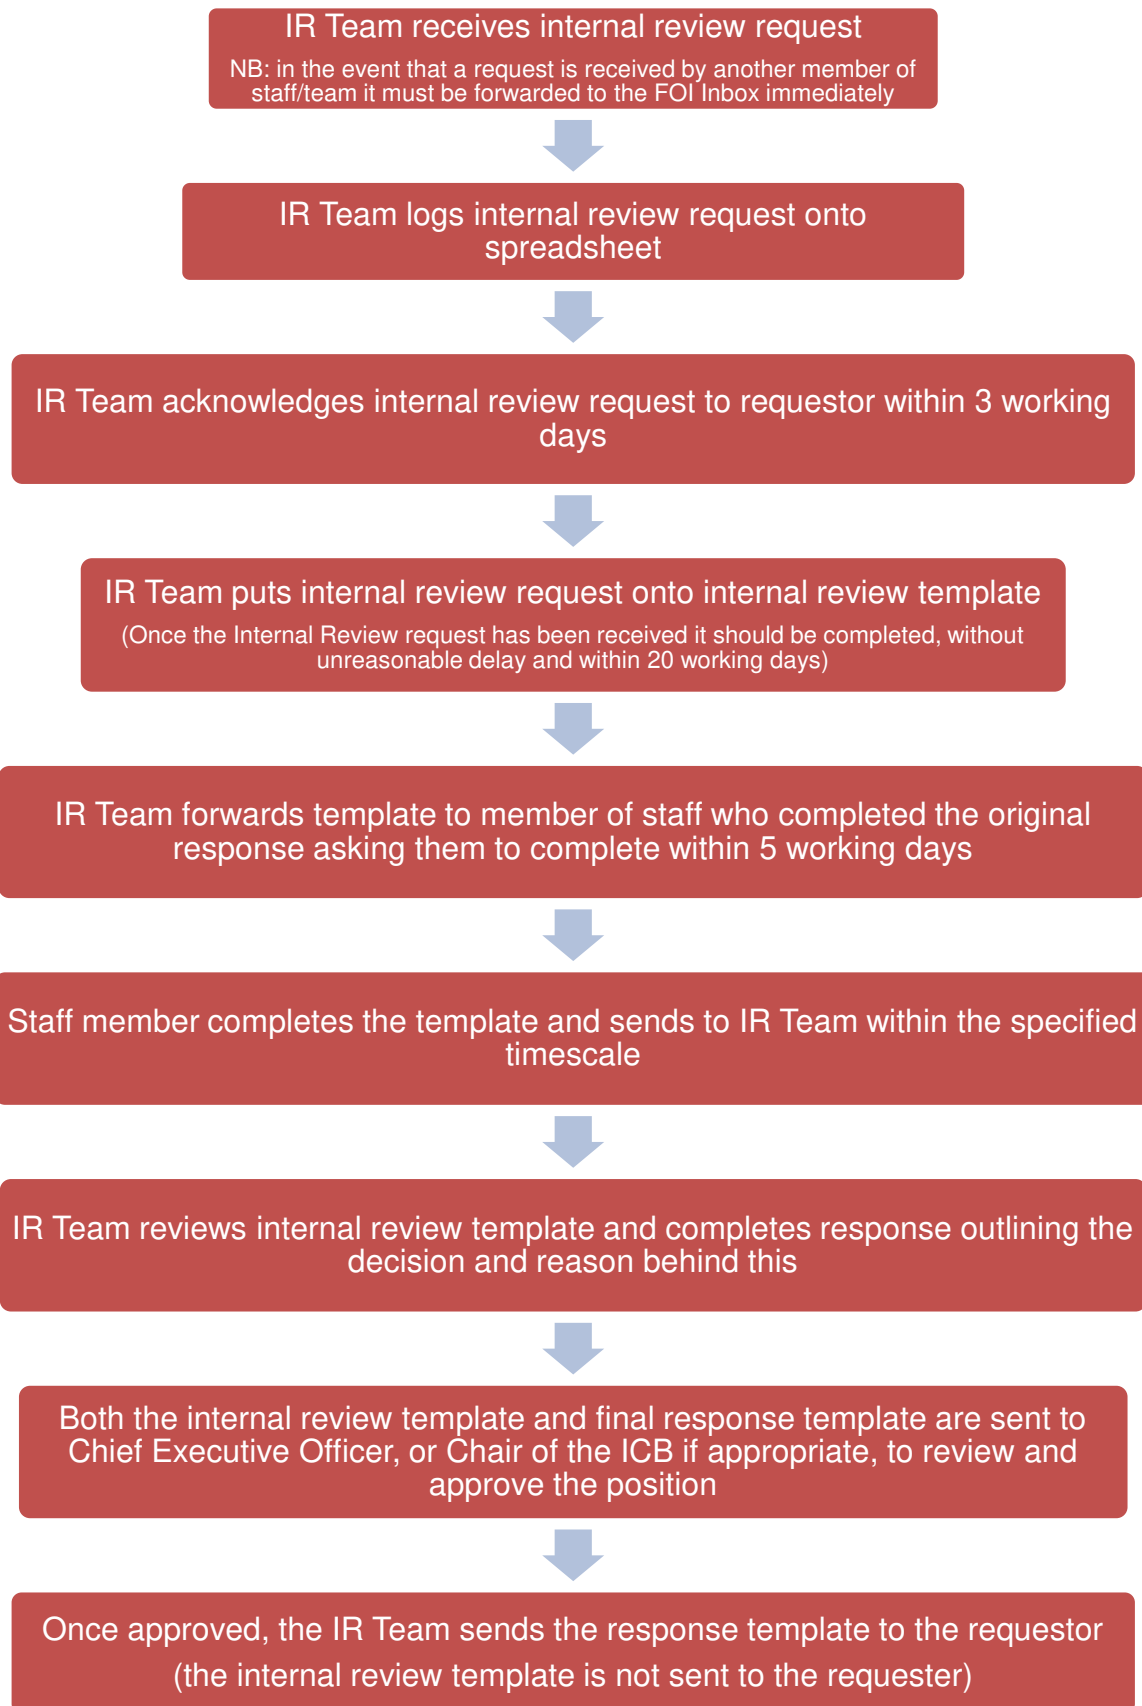 IR Team receives internal review request
NB: in the event that a request is received by another member of
staff/team it must be forwarded to the FOI Inbox immediately
IR Team logs internal review request onto
spreadsheet
IR Team acknowledges internal review request to requestor within 3 working
days
IR Team puts internal review request onto internal review template
(Once the Internal Review request has been received it should be completed, without
unreasonable delay and within 20 working days)
IR Team forwards template to member of staff who completed the original
response asking them to complete within 5 working days
Staff member completes the template and sends to IR Team within the specified
timescale
IR Team reviews internal review template and completes response outlining the
decision and reason behind this
Both the internal review template and final response template are sent to
Chief Executive Officer, or Chair of the ICB if appropriate, to review and
approve the position
Once approved, the IR Team sends the response template to the requestor
(the internal review template is not sent to the requester)